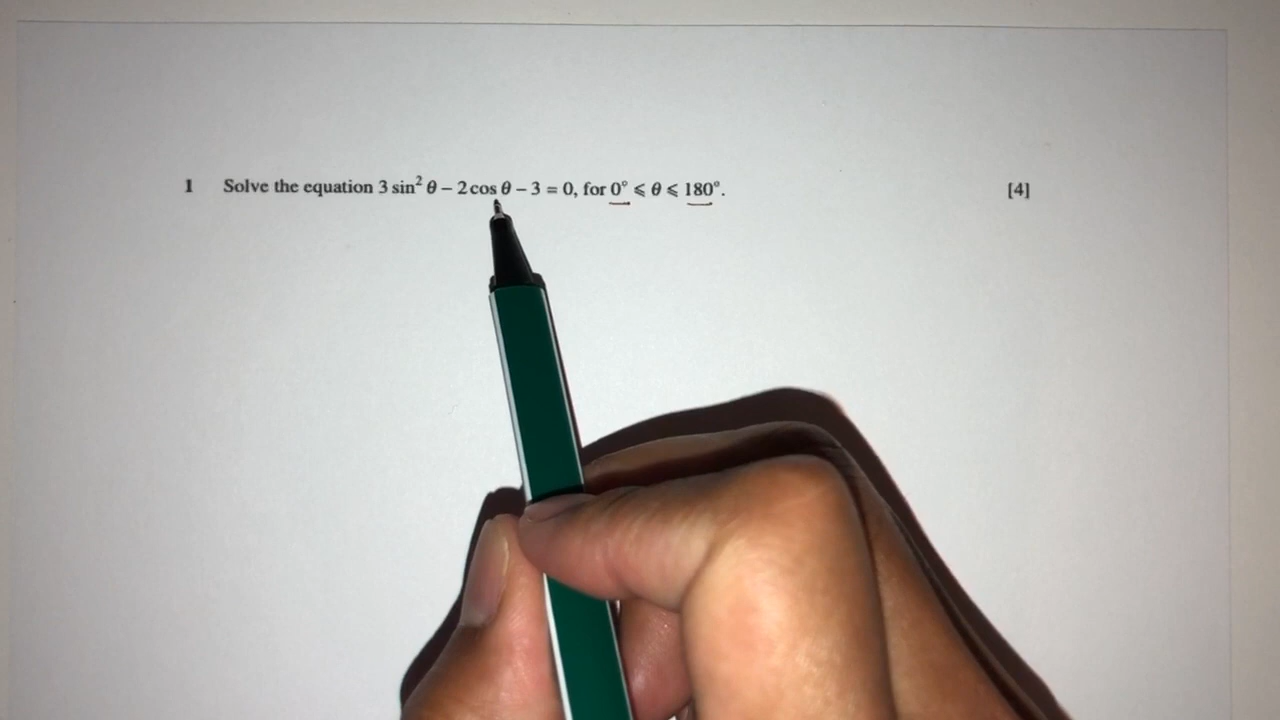 1 Solve the equation 3 sin² θ – 2 cos θ – 3 = 0, for 0° ⩽ θ ⩽ 180°. [4]